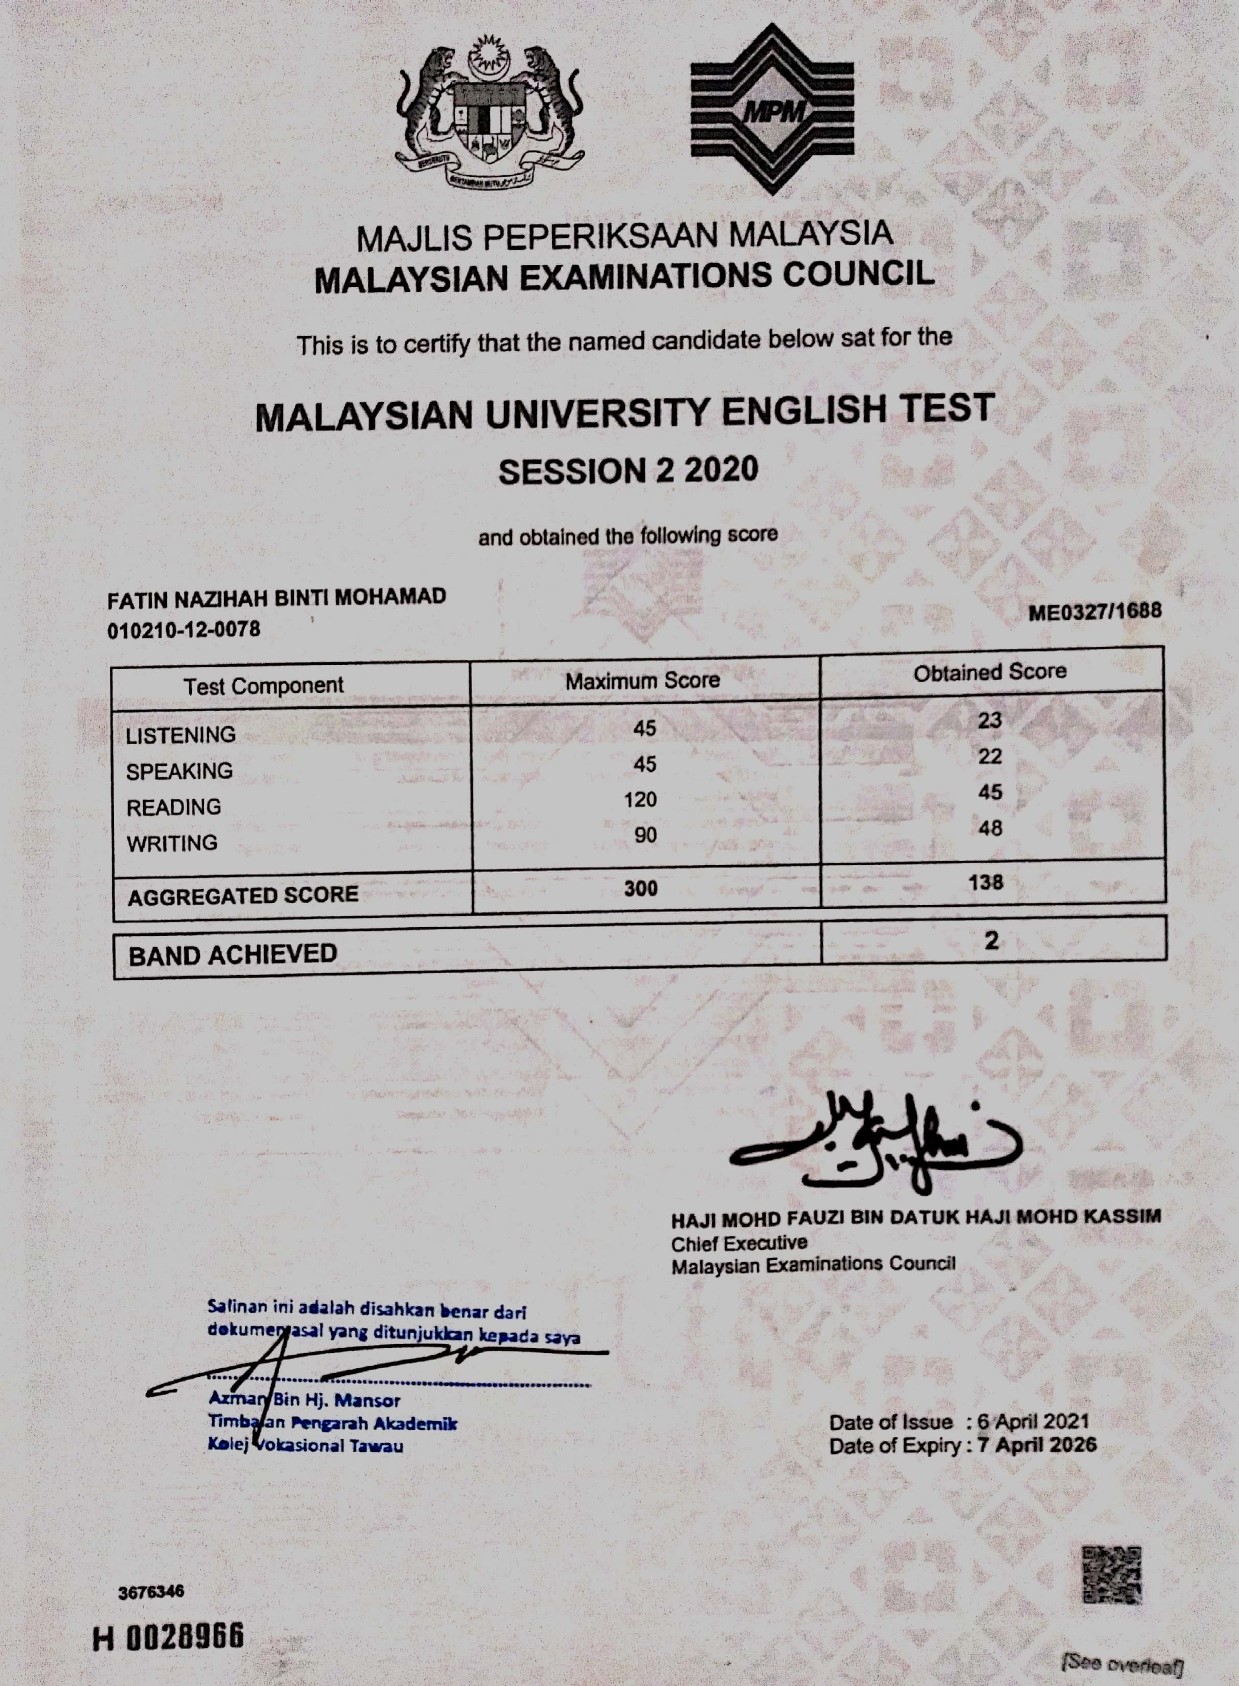 BERSEKUTU
BERTAMBAH MUTU
MPM
MAJLIS PEPERIKSAAN MALAYSIA
MALAYSIAN EXAMINATIONS COUNCIL
This is to certify that the named candidate below sat for the
MALAYSIAN UNIVERSITY ENGLISH TEST
SESSION 2 2020
and obtained the following score
FATIN NAZIHAH BINTI MOHAMAD
010210-12-0078
ME0327/1688
Test Component Maximum Score Obtained Score
LISTENING 45 23
SPEAKING 45 22
READING 120 45
WRITING 90 48
AGGREGATED SCORE 300 138
BAND ACHIEVED 2
HAJI MOHD FAUZI BIN DATUK HAJI MOHD KASSIM
Chief Executive
Malaysian Examinations Council
Salinan ini adalah disahkan benar dari
dokumen asal yang ditunjukkan kepada saya
Azman Bin Hj. Mansor
Timbalan Pengarah Akademik
Kolej Vokasional Tawau
Date of Issue : 6 April 2021
Date of Expiry : 7 April 2026
3676346
H 0028966
[See overleaf]